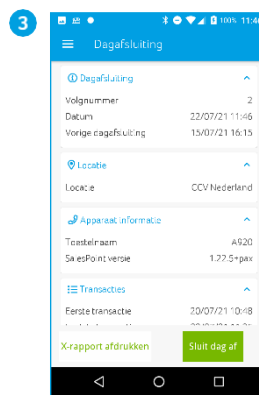 3
100% 11:46
Dagafsluiting
Dagafsluiting
Volgnummer 2
Datum 22/07/21 11:46
Vorige dagafsluiting 15/07/21 16:15
Locatie
Locatie CCV Nederland
Apparaat informatie
Toestelnaam A920
SalesPoint versie 1.22.5+pax
Transacties
Eerste transactie 20/07/21 10:48
X-rapport afdrukken Sluit dag af